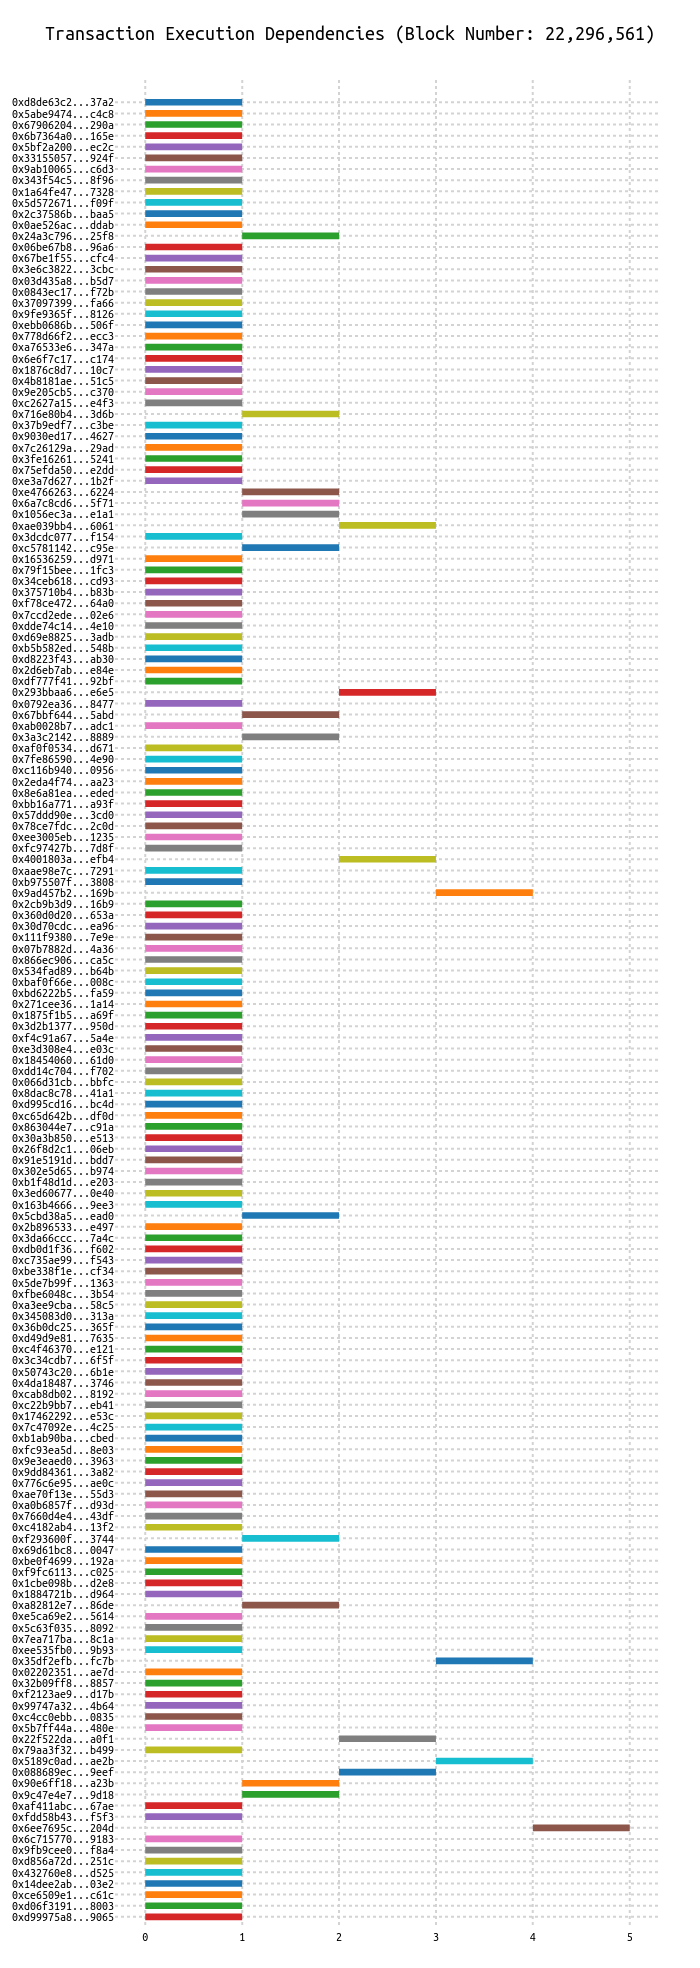 Transaction Execution Dependencies (Block Number: 22,296,561)
0xd8de63c2...37a2
0x5abe9474...c4c8
0x67906204...290a
0x6b7364a0...165e
0x5bf2a200...ec2c
0x33155057...924f
0x9ab10065...c6d3
0x343f54c5...8f96
0x1a64fe47...7328
0x5d572671...f09f
0x2c37586b...baa5
0x0ae526ac...ddab
0x24a3c796...25f8
0x06be67b8...96a6
0x67be1f55...cfc4
0x3e6c3822...3cbc
0x03d435a8...b5d7
0x0843ec17...f72b
0x37097399...fa66
0x9fe9365f...8126
0xebb0686b...506f
0x778d66f2...ecc3
0xa76533e6...347a
0x6e6f7c17...c174
0x1876c8d7...10c7
0x4b8181ae...51c5
0x9e205cb5...c370
0xc2627a15...e4f3
0x716e80b4...3d6b
0x37b9edf7...c3be
0x9030ed17...4627
0x7c26129a...29ad
0x3fe16261...5241
0x75efda50...e2dd
0xe3a7d627...1b2f
0xe4766263...6224
0x6a7c8cd6...5f71
0x1056ec3a...e1a1
0xae039bb4...6061
0x3dcdc077...f154
0xc5781142...c95e
0x16536259...d971
0x79f15bee...1fc3
0x34ceb618...cd93
0x375710b4...b83b
0xf78ce472...64a0
0x7ccd2ede...02e6
0xdde74c14...4e10
0xd69e8825...3adb
0xb5b582ed...548b
0xd8223f43...ab30
0x2d6eb7ab...e84e
0xdf777f41...92bf
0x293bbaa6...e6e5
0x0792ea36...8477
0x67bbf644...5abd
0xab0028b7...adc1
0x3a3c2142...8889
0xaf0f0534...d671
0x7fe86590...4e90
0xc116b940...0956
0x2eda4f74...aa23
0x8e6a81ea...eded
0xbb16a771...a93f
0x57ddd90e...3cd0
0x78ce7fdc...2c0d
0xee3005eb...1235
0xfc97427b...7d8f
0x4001803a...efb4
0xaae98e7c...7291
0xb975507f...3808
0x9ad457b2...169b
0x2cb9b3d9...16b9
0x360d0d20...653a
0x30d70cdc...ea96
0x111f9380...7e9e
0x07b7882d...4a36
0x866ec906...ca5c
0x534fad89...b64b
0xbaf0f66e...008c
0xbd6222b5...fa59
0x271cee36...1a14
0x1875f1b5...a69f
0x3d2b1377...950d
0xf4c91a67...5a4e
0xe3d308e4...e03c
0x18454060...61d0
0xdd14c704...f702
0x066d31cb...bbfc
0x8dac8c78...41a1
0xd995cd16...bc4d
0xc65d642b...df0d
0x863044e7...c91a
0x30a3b850...e513
0x26f8d2c1...06eb
0x91e5191d...bdd7
0x302e5d65...b974
0xb1f48d1d...e203
0x3ed60677...0e40
0x163b4666...9ee3
0x5cbd38a5...ead0
0x2b896533...e497
0x3da66ccc...7a4c
0xdb0d1f36...f602
0xc735ae99...f543
0xbe338f1e...cf34
0x5de7b99f...1363
0xfbe6048c...3b54
0xa3ee9cba...58c5
0x345083d0...313a
0x36b0dc25...365f
0xd49d9e81...7635
0xc4f46370...e121
0x3c34cdb7...6f5f
0x50743c20...6b1e
0x4da18487...3746
0xcab8db02...8192
0xc22b9bb7...eb41
0x17462292...e53c
0x7c47092e...4c25
0xb1ab90ba...cbed
0xfc93ea5d...8e03
0x9e3eaed0...3963
0x9dd84361...3a82
0x776c6e95...ae0c
0xae70f13e...55d3
0xa0b6857f...d93d
0x7660d4e4...43df
0xc4182ab4...13f2
0xf293600f...3744
0x69d61bc8...0047
0xbe0f4699...192a
0xf9fc6113...c025
0x1cbe098b...d2e8
0x1884721b...d964
0xa82812e7...86de
0xe5ca69e2...5614
0x5c63f035...8092
0x7ea717ba...8c1a
0xee535fb0...9b93
0x35df2efb...fc7b
0x02202351...ae7d
0x32b09ff8...8857
0xf2123ae9...d17b
0x99747a32...4b64
0xc4cc0ebb...0835
0x5b7ff44a...480e
0x22f522da...a0f1
0x79aa3f32...b499
0x5189c0ad...ae2b
0x088689ec...9eef
0x90e6ff18...a23b
0x9c47e4e7...9d18
0xaf411abc...67ae
0xfdd58b43...f5f3
0x6ee7695c...204d
0x6c715770...9183
0x9fb9cee0...f8a4
0xd856a72d...251c
0x432760e8...d525
0x14dee2ab...03e2
0xce6509e1...c61c
0xd06f3191...8003
0xd99975a8...9065
0 1 2 3 4 5